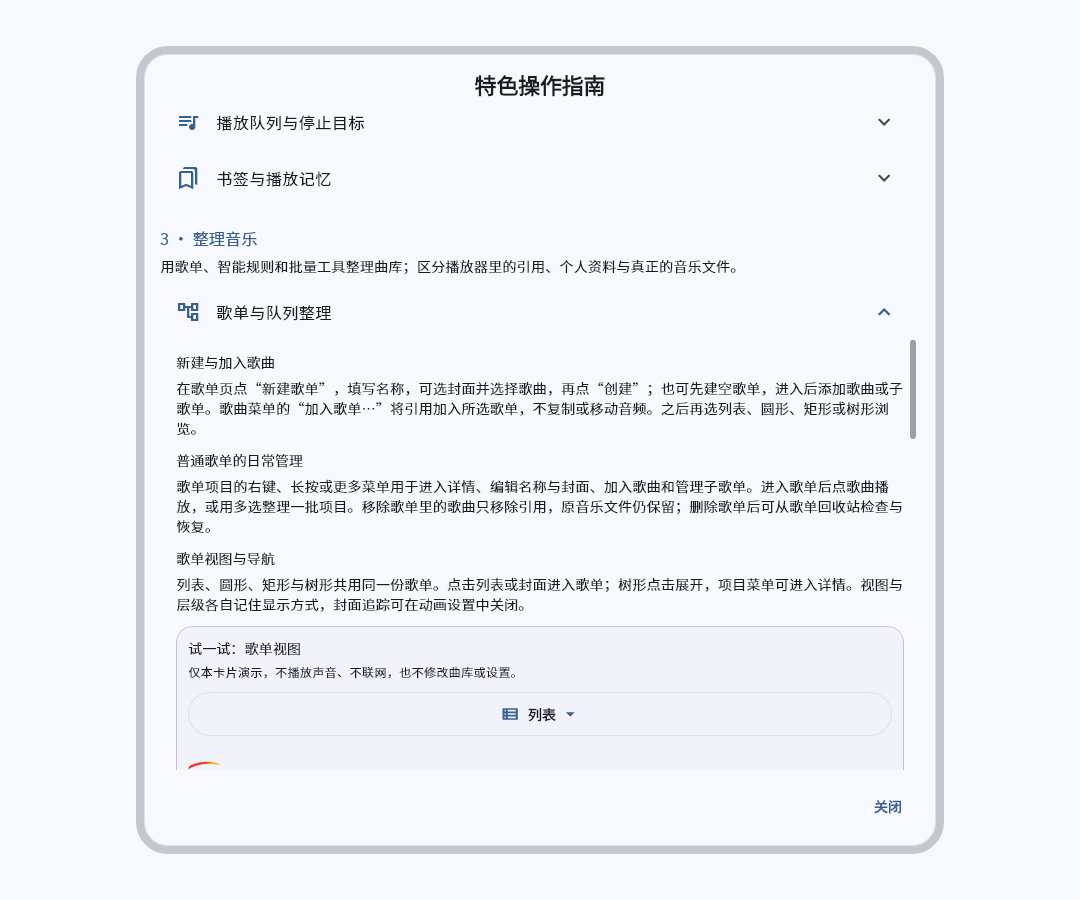 特色操作指南
播放队列与停止目标
书签与播放记忆
3 • 整理音乐
用歌单、智能规则和批量工具整理曲库；区分播放器里的引用、个人资料与真正的音乐文件。
歌单与队列整理
新建与加入歌曲
在歌单页点“新建歌单”，填写名称，可选封面并选择歌曲，再点“创建”；也可先建空歌单，进入后添加歌曲或子
歌单。歌曲菜单的“加入歌单…”将引用加入所选歌单，不复制或移动音频。之后再选列表、圆形、矩形或树形浏
览。
普通歌单的日常管理
歌单项目的右键、长按或更多菜单用于进入详情、编辑名称与封面、加入歌曲和管理子歌单。进入歌单后点歌曲播
放，或用多选整理一批项目。移除歌单里的歌曲只移除引用，原音乐文件仍保留；删除歌单后可从歌单回收站检查与
恢复。
歌单视图与导航
列表、圆形、矩形与树形共用同一份歌单。点击列表或封面进入歌单；树形点击展开，项目菜单可进入详情。视图与
层级各自记住显示方式，封面追踪可在动画设置中关闭。
试一试：歌单视图
仅本卡片演示，不播放声音、不联网，也不修改曲库或设置。
列表
关闭